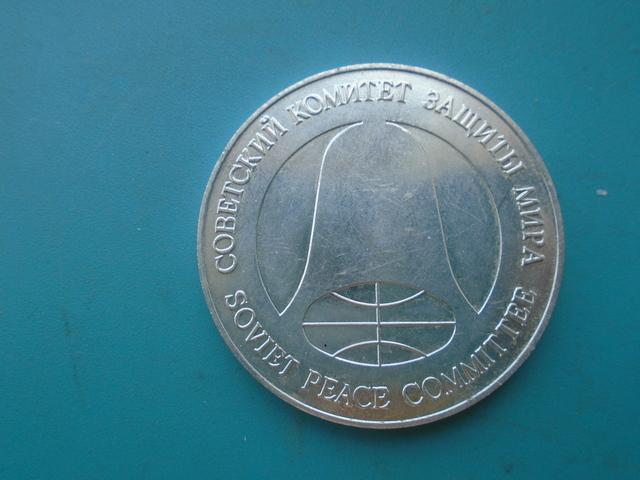 СОВЕТСКИЙ КОМИТЕТ ЗАЩИТЫ МИРА
SOVIET PEACE COMMITTEE